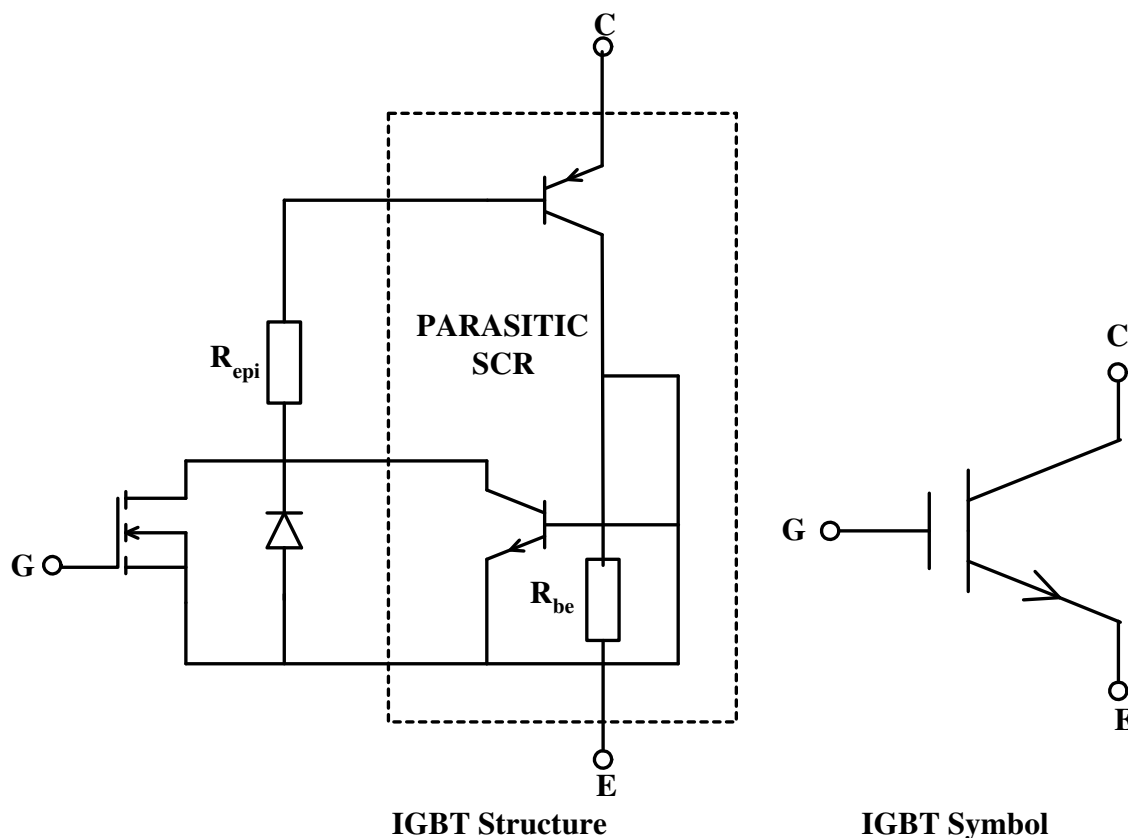 C
PARASITIC
SCR
R_epi
G
R_be
E
IGBT Structure
C
G
E
IGBT Symbol